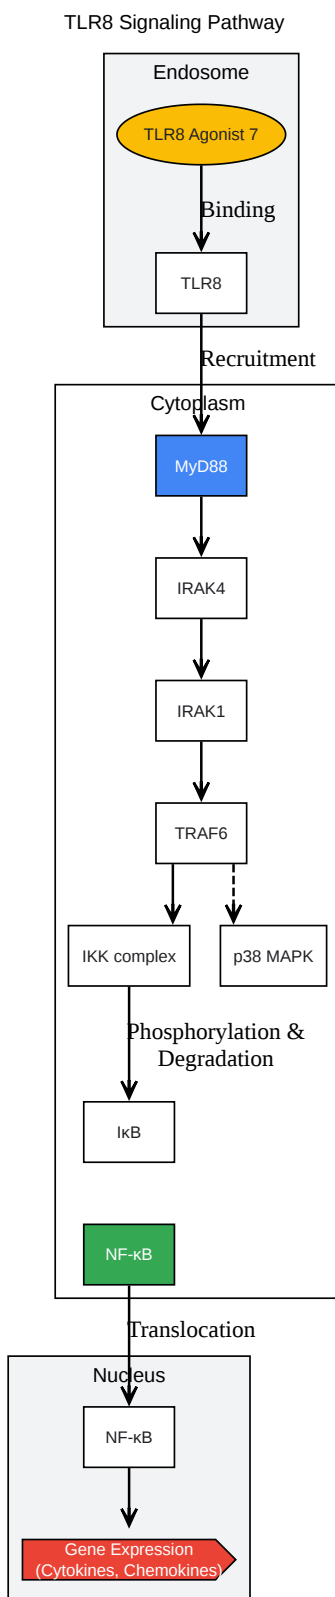 TLR8 Signaling Pathway
Endosome
TLR8 Agonist 7
Binding
TLR8
Recruitment
Cytoplasm
MyD88
IRAK4
IRAK1
TRAF6
IKK complex
p38 MAPK
Phosphorylation &
Degradation
IκB
NF-κB
Translocation
Nucleus
NF-κB
Gene Expression
(Cytokines, Chemokines)